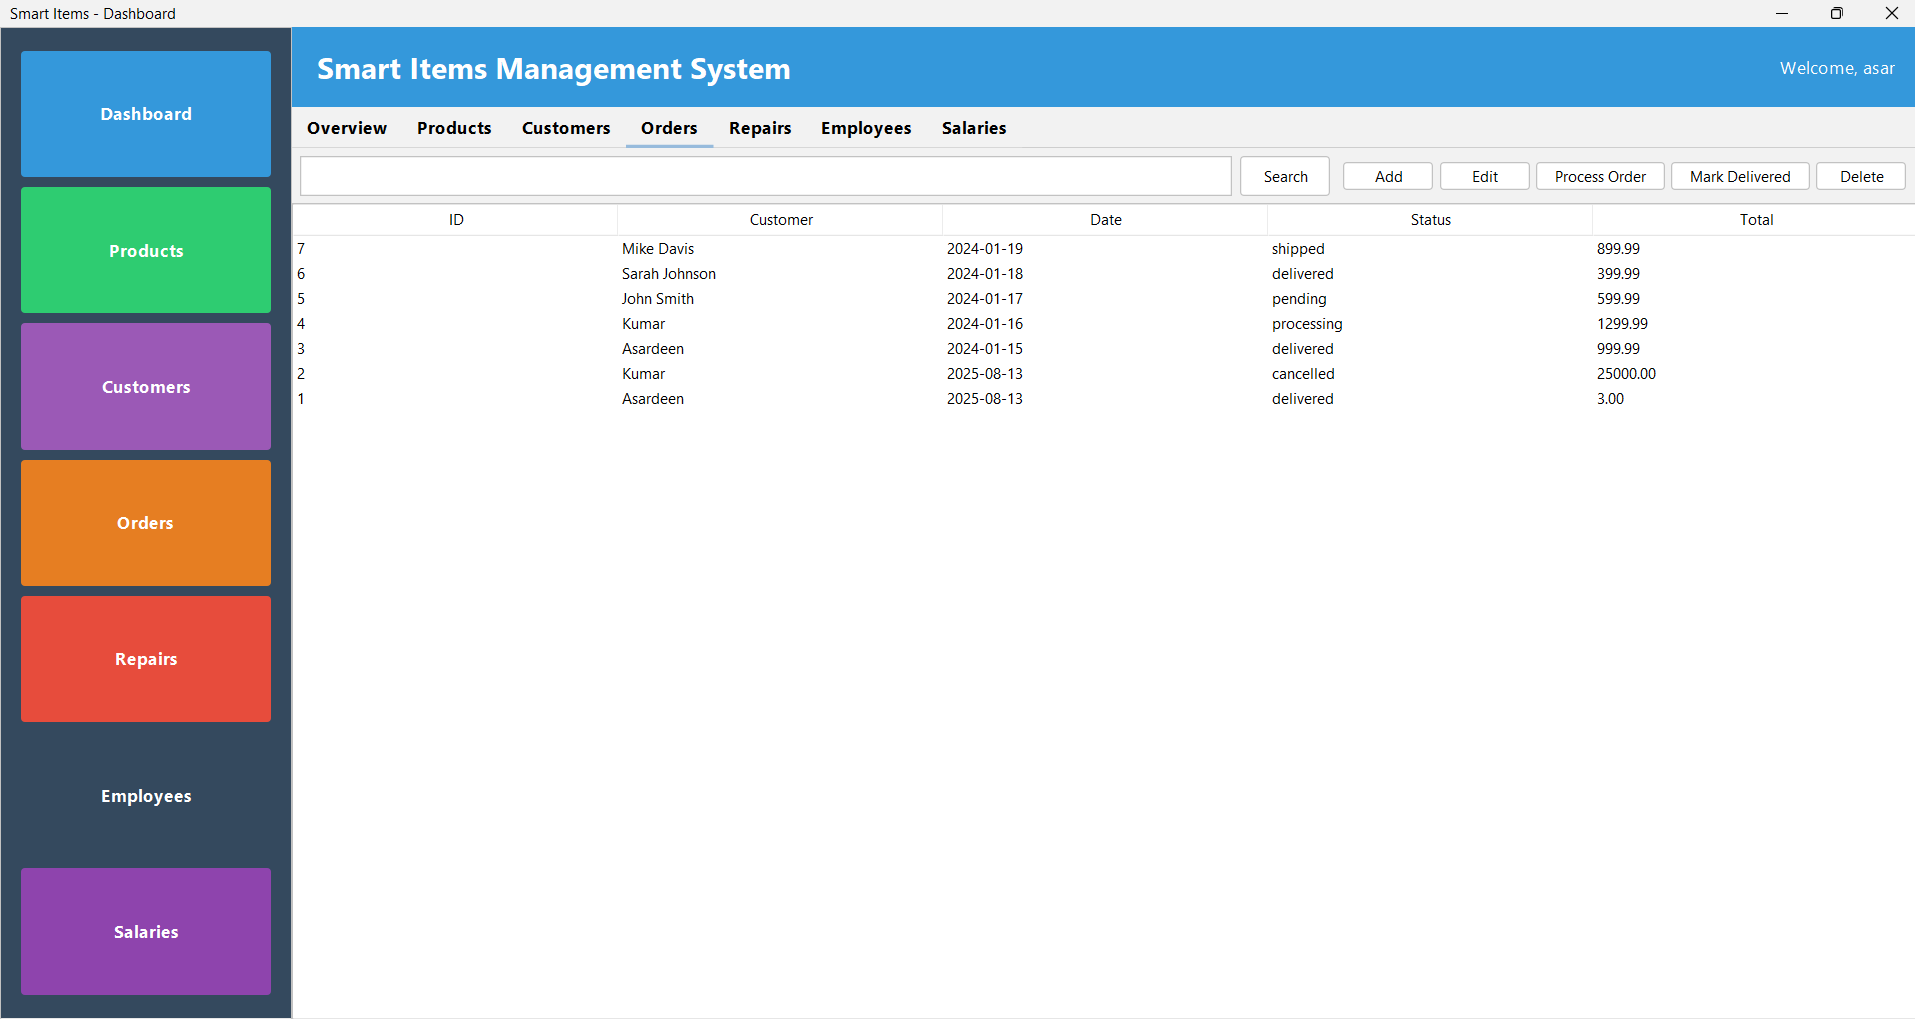 Smart Items - Dashboard
Smart Items Management System
Welcome, asar
Dashboard
Products
Customers
Orders
Repairs
Employees
Salaries
Overview Products Customers Orders Repairs Employees Salaries
Search Add Edit Process Order Mark Delivered Delete
ID Customer Date Status Total
7 Mike Davis 2024-01-19 shipped 899.99
6 Sarah Johnson 2024-01-18 delivered 399.99
5 John Smith 2024-01-17 pending 599.99
4 Kumar 2024-01-16 processing 1299.99
3 Asardeen 2024-01-15 delivered 999.99
2 Kumar 2025-08-13 cancelled 25000.00
1 Asardeen 2025-08-13 delivered 3.00